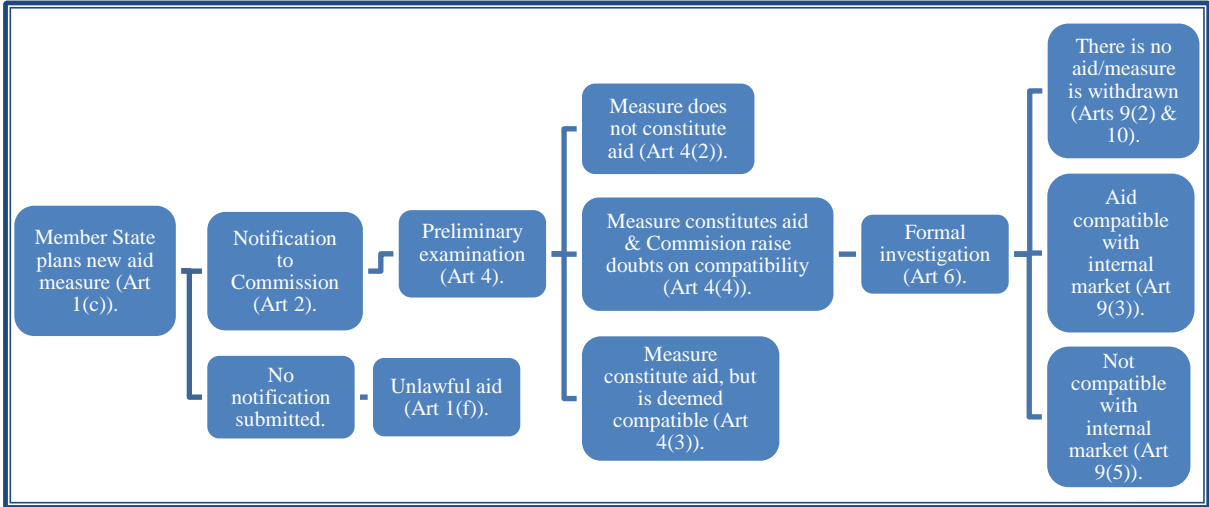 Member State
plans new aid
measure (Art
1(c)).
Notification
to
Commission
(Art 2).
No
notification
submitted.
Preliminary
examination
(Art 4).
Unlawful aid
(Art 1(f)).
Measure does
not constitute
aid (Art 4(2)).
Measure constitutes aid
& Commision raise
doubts on compatibility
(Art 4(4)).
Measure
constitute aid, but
is deemed
compatible (Art
4(3)).
Formal
investigation
(Art 6).
There is no
aid/measure
is withdrawn
(Arts 9(2) &
10).
Aid
compatible
with
internal
market (Art
9(3)).
Not
compatible
with
internal
market (Art
9(5)).